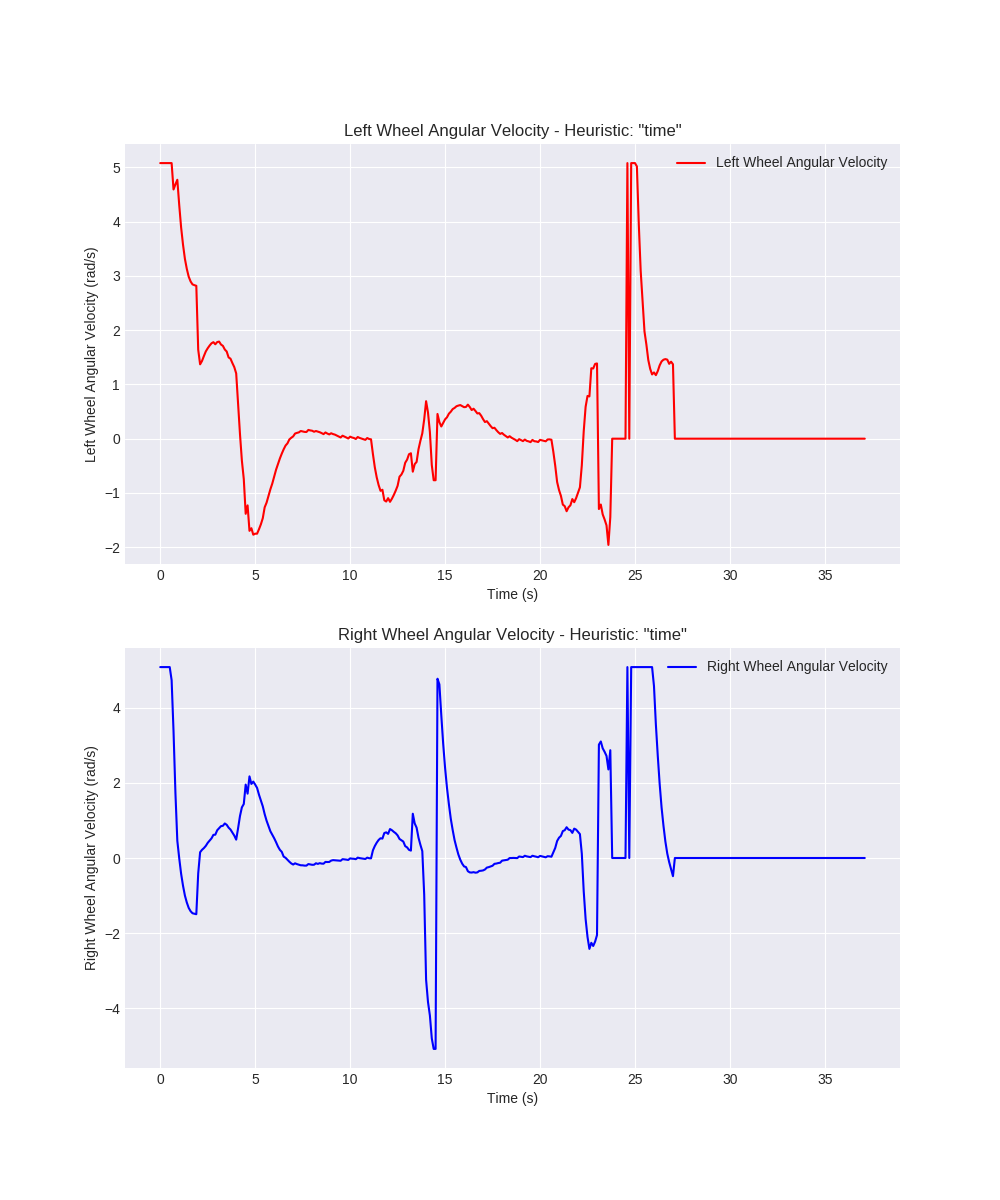 Left Wheel Angular Velocity - Heuristic: "time"
Left Wheel Angular Velocity
Left Wheel Angular Velocity (rad/s)
5
4
3
2
1
0
−1
−2
0 5 10 15 20 25 30 35
Time (s)
Right Wheel Angular Velocity - Heuristic: "time"
Right Wheel Angular Velocity
Right Wheel Angular Velocity (rad/s)
4
2
0
−2
−4
0 5 10 15 20 25 30 35
Time (s)